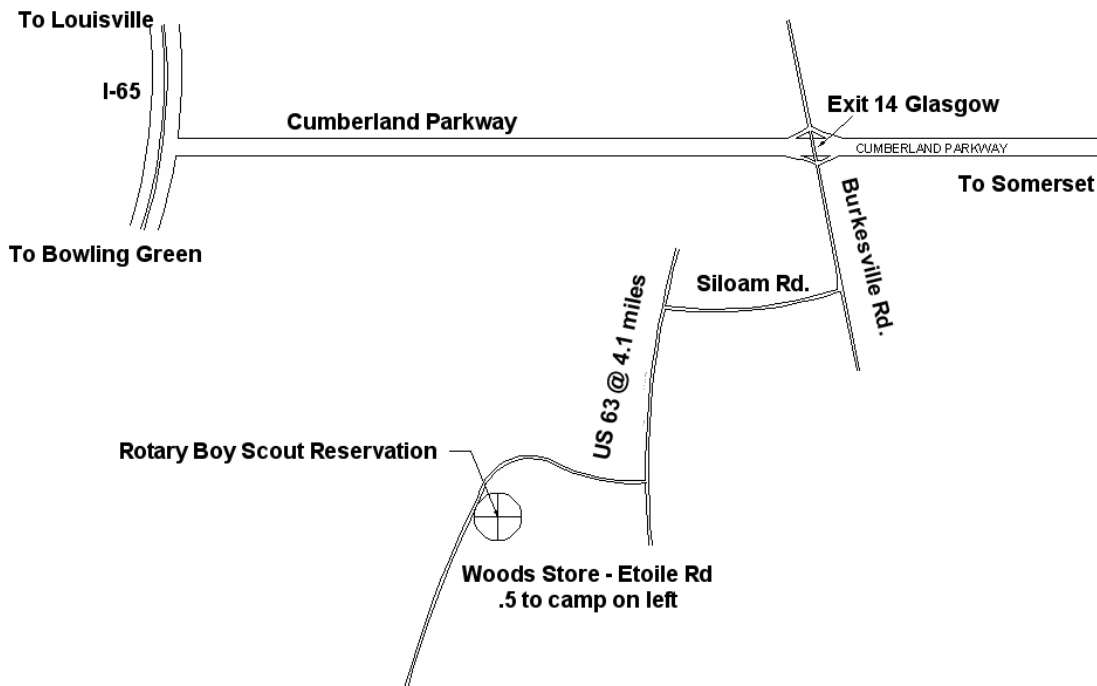 To Louisville
I-65
Cumberland Parkway
Exit 14 Glasgow
CUMBERLAND PARKWAY
To Somerset
To Bowling Green
Burkesville Rd.
Siloam Rd.
US 63 @ 4.1 miles
Rotary Boy Scout Reservation
Woods Store - Etoile Rd
.5 to camp on left